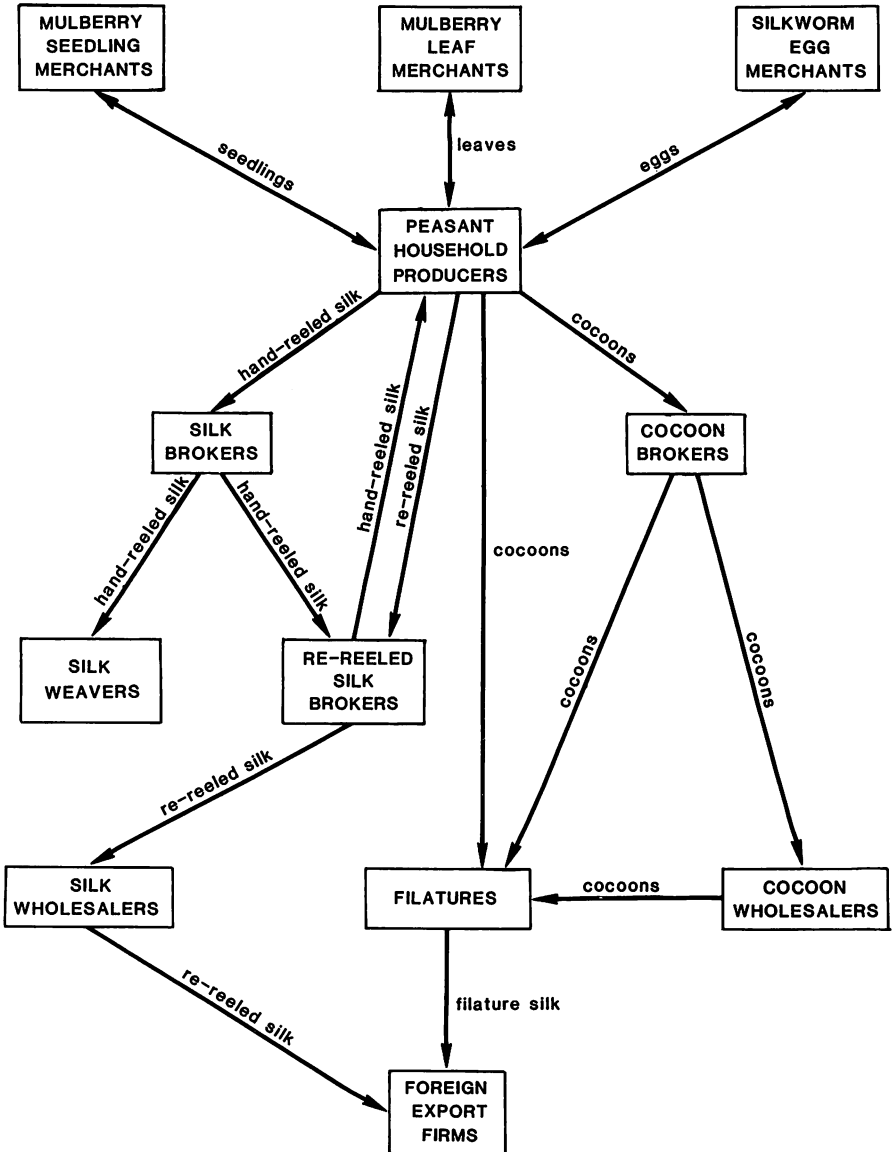 MULBERRY
SEEDLING
MERCHANTS
MULBERRY
LEAF
MERCHANTS
SILKWORM
EGG
MERCHANTS
seedlings
leaves
eggs
PEASANT
HOUSEHOLD
PRODUCERS
hand-reeled silk
cocoons
hand-reeled silk
re-reeled silk
SILK
BROKERS
COCOON
BROKERS
hand-reeled silk
hand-reeled silk
cocoons
cocoons
cocoons
SILK
WEAVERS
RE-REELED
SILK
BROKERS
re-reeled silk
SILK
WHOLESALERS
FILATURES
cocoons
COCOON
WHOLESALERS
re-reeled silk
filature silk
FOREIGN
EXPORT
FIRMS